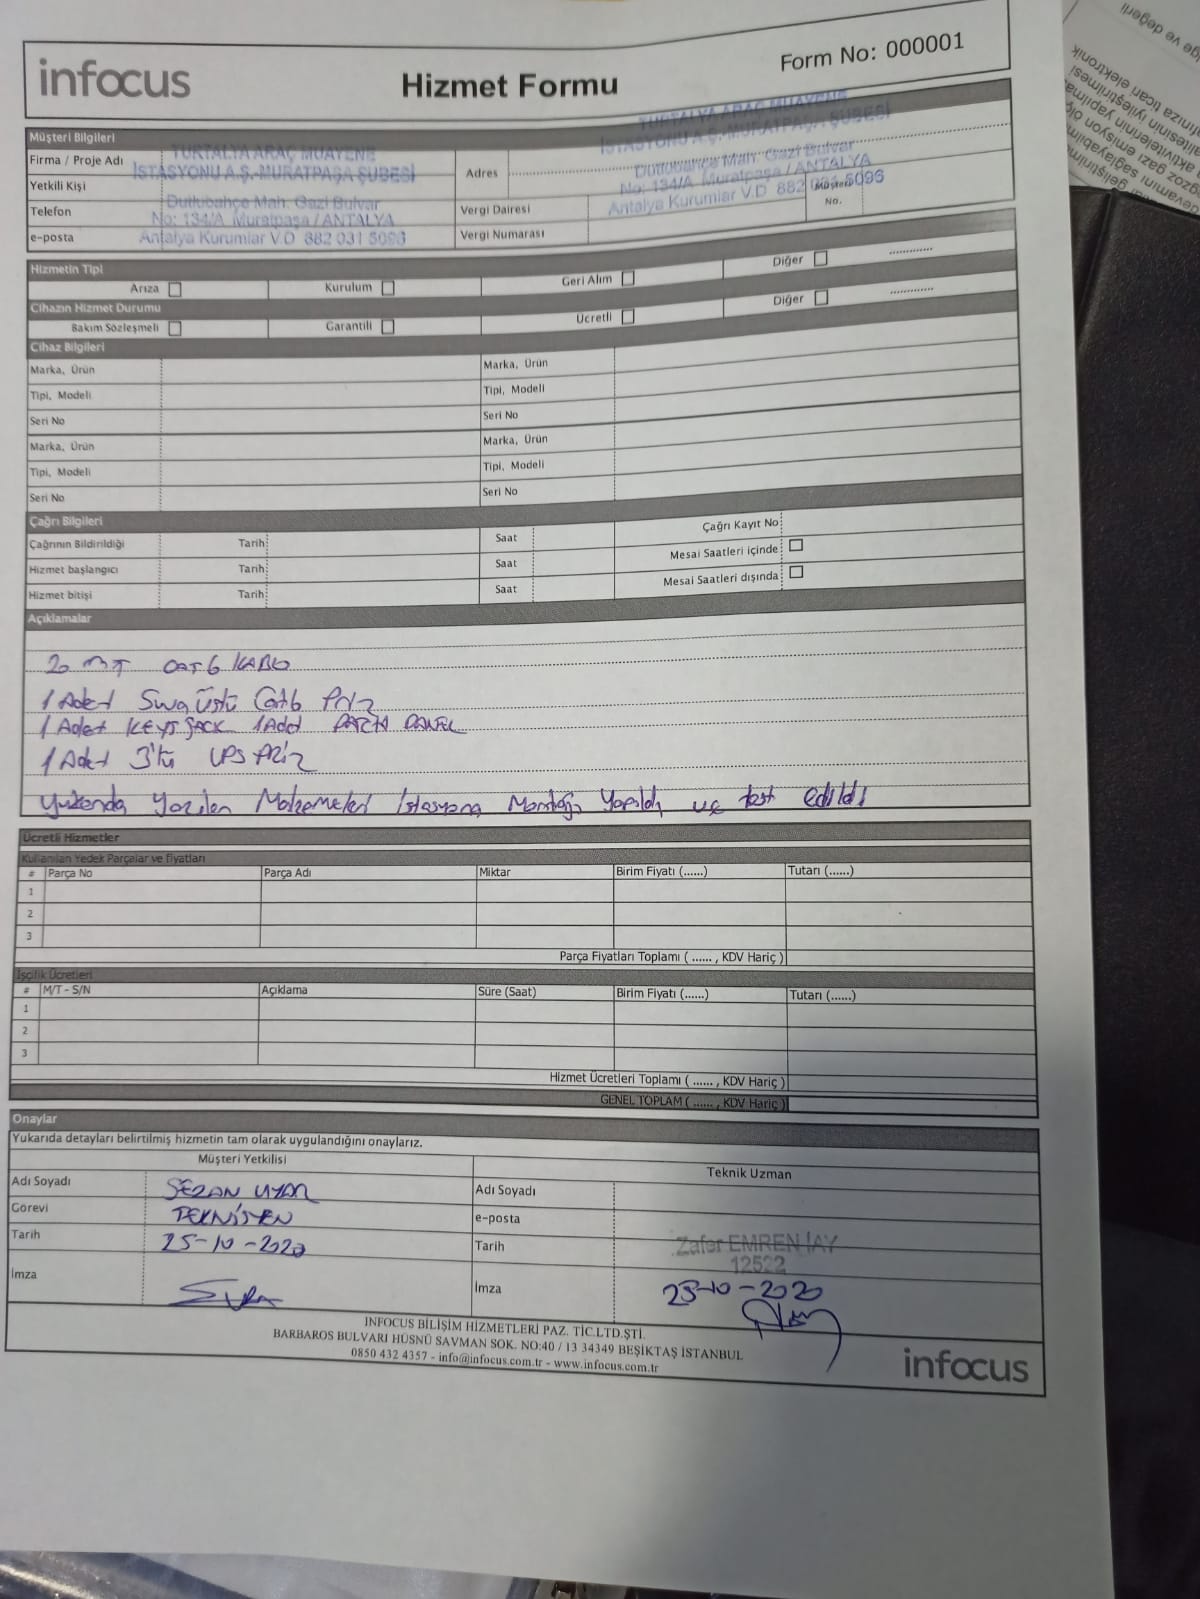 infocus
Hizmet Formu
Form No: 000001
Müşteri Bilgileri
Firma / Proje Adı
Yetkili Kişi
Telefon
e-posta
TURTALYA ARAÇ MUAYENE
İSTASYONU A.Ş.-MURATPAŞA ŞUBESİ
Dutlubahçe Mah. Gazi Bulvar
No: 134/A Muratpaşa / ANTALYA
Antalya Kurumlar V.D 882 031 5096
Adres
TURTALYA ARAÇ MUAYENE
İSTASYONU A.Ş.-MURATPAŞA ŞUBESİ
Dutlubahçe Mah. Gazi Bulvar
No: 134/A Muratpaşa / ANTALYA
Antalya Kurumlar V.D 882 031 5096
Vergi Dairesi
Müşteri
No.
Vergi Numarası
Hizmetin Tipi
Arıza Kurulum Geri Alım Diğer ............
Cihazın Hizmet Durumu
Bakım Sözleşmeli Garantili Ücretli Diğer ............
Cihaz Bilgileri
Marka, Ürün Marka, Ürün
Tipi, Modeli Tipi, Modeli
Seri No Seri No
Marka, Ürün Marka, Ürün
Tipi, Modeli Tipi, Modeli
Seri No Seri No
Çağrı Bilgileri
Çağrının Bildirildiği Tarih Saat Çağrı Kayıt No
Hizmet başlangıcı Tarih Saat Mesai Saatleri içinde
Hizmet bitişi Tarih Saat Mesai Saatleri dışında
Açıklamalar
20 MT CAT6 KABLO
1 Adet Sıva Üstü Cat6 Priz
1 Adet KEYS JACK 1 Adet PATCH PANEL
1 Adet 3'lü UPS PRİZ
Yukarıda Yazılan Malzemeleri istasyona Montajı Yapıldı uç test edildi
Ücretli Hizmetler
Kullanılan Yedek Parçalar ve fiyatları
# Parça No Parça Adı Miktar Birim Fiyatı (......) Tutarı (......)
1
2
3
Parça Fiyatları Toplamı ( ...... , KDV Hariç )
İşçilik Ücretleri
# M/T - S/N Açıklama Süre (Saat) Birim Fiyatı (......) Tutarı (......)
1
2
3
Hizmet Ücretleri Toplamı ( ...... , KDV Hariç )
GENEL TOPLAM ( ...... , KDV Hariç )
Onaylar
Yukarıda detayları belirtilmiş hizmetin tam olarak uygulandığını onaylarız.
Müşteri Yetkilisi
Adı Soyadı SEZAN UYAR
Görevi TEKNİSYEN
Tarih 25-10-2020
İmza
Teknik Uzman
Adı Soyadı
e-posta
Tarih Zafer EMREN İAY
12522
İmza 25-10-2020
INFOCUS BİLİŞİM HİZMETLERİ PAZ. TİC.LTD.ŞTİ.
BARBAROS BULVARI HÜSNÜ SAVMAN SOK. NO:40 / 13 34349 BEŞİKTAŞ İSTANBUL
0850 432 4357 - info@infocus.com.tr - www.infocus.com.tr
infocus